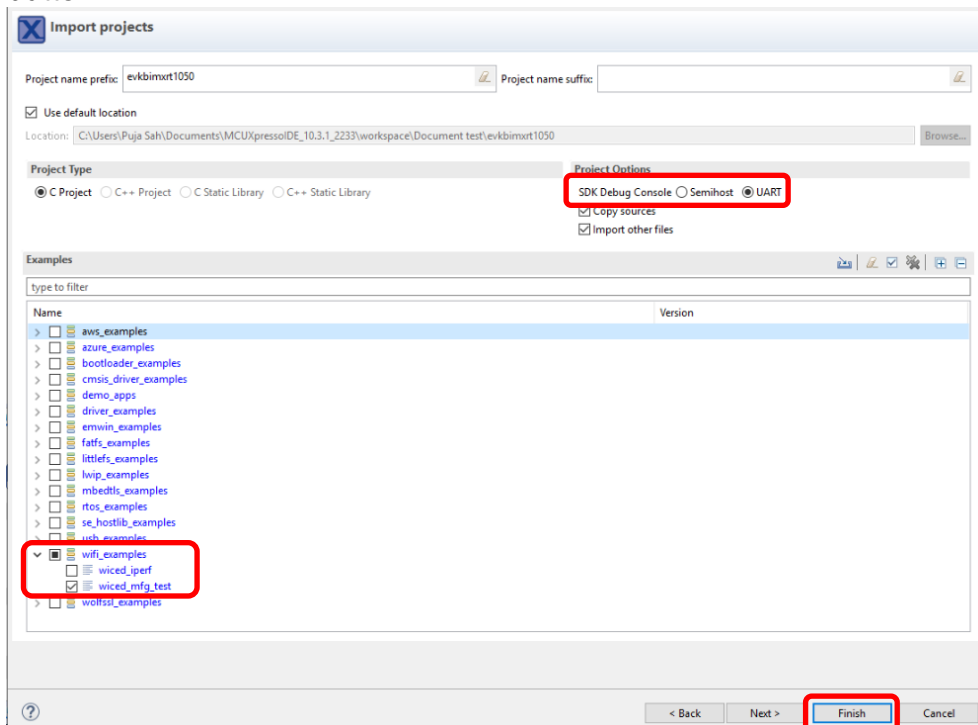 Import projects
Project name prefix: evkbimxrt1050 Project name suffix:
Use default location
Location: C:\Users\Puja Sah\Documents\MCUXpressoIDE_10.3.1_2233\workspace\Document test\evkbimxrt1050 Browse...
Project Type Project Options
C Project C++ Project C Static Library C++ Static Library SDK Debug Console Semihost UART
Copy sources
Import other files
Examples
type to filter
Name Version
aws_examples
azure_examples
bootloader_examples
cmsis_driver_examples
demo_apps
driver_examples
emwin_examples
fatfs_examples
littlefs_examples
lwip_examples
mbedtls_examples
rtos_examples
se_hostlib_examples
usb_examples
wifi_examples
wiced_iperf
wiced_mfg_test
wolfssl_examples
? < Back Next > Finish Cancel